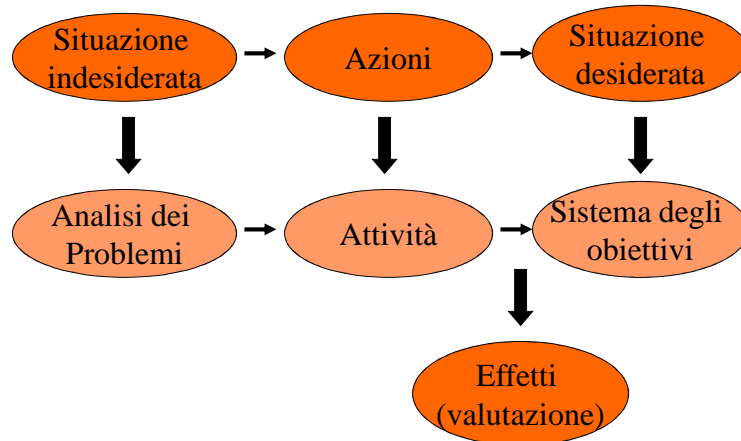 Situazione
indesiderata
Azioni
Situazione
desiderata
Analisi dei
Problemi
Attività
Sistema degli
obiettivi
Effetti
(valutazione)